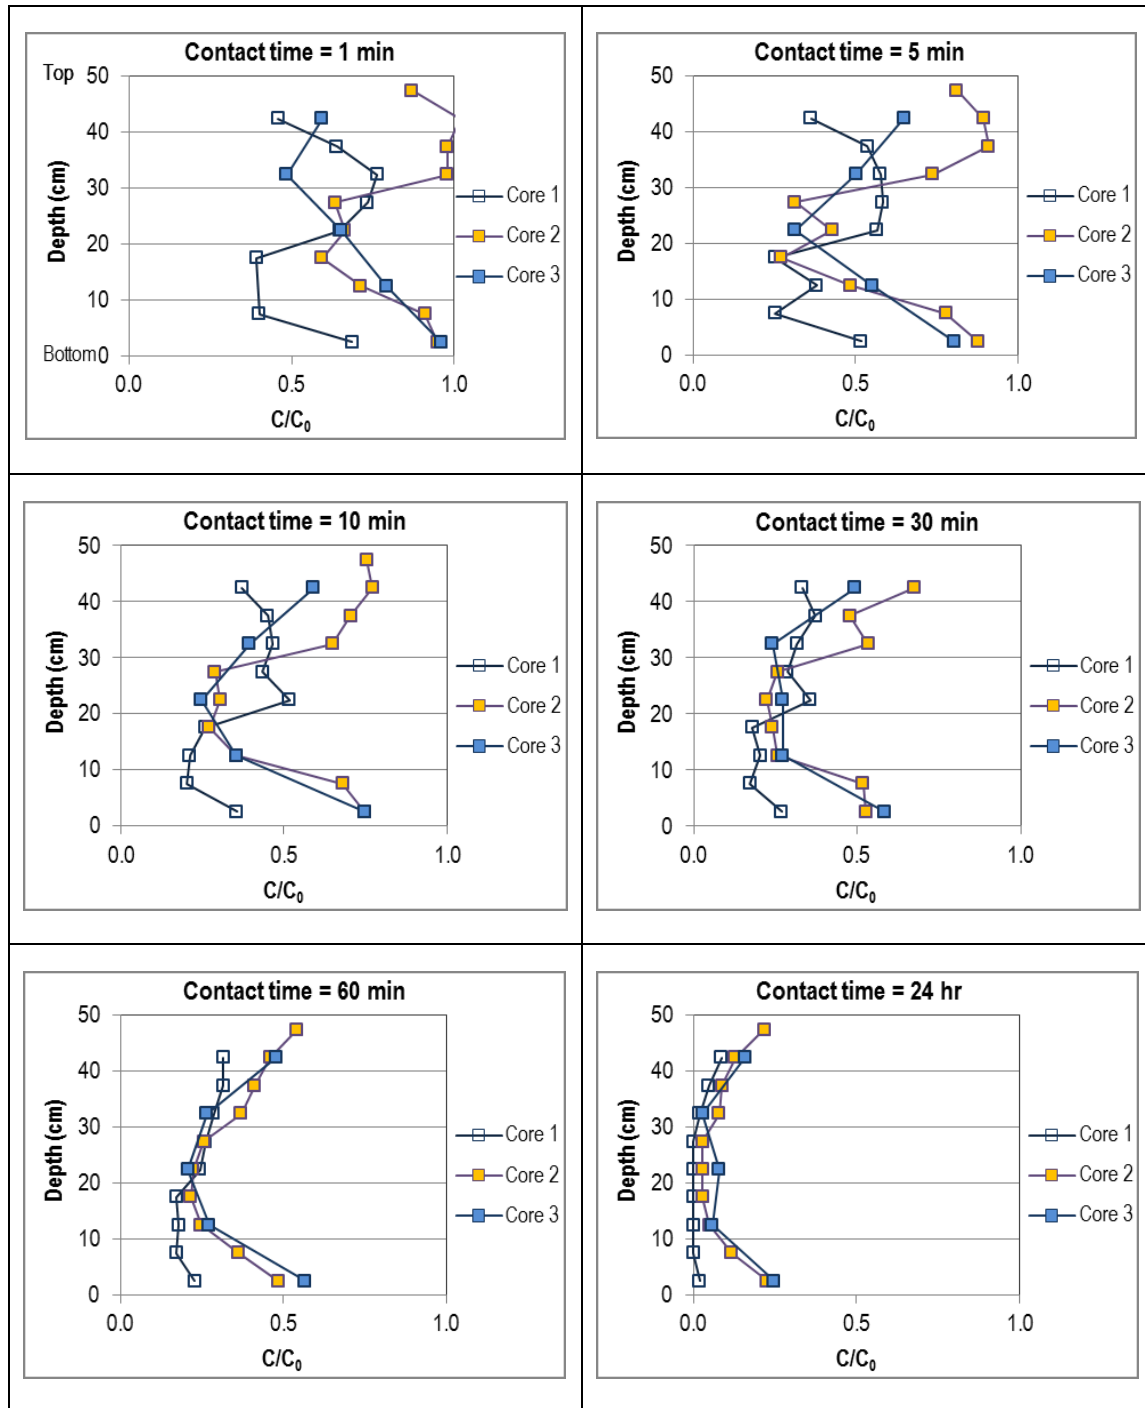 Contact time = 1 min
Top
50
40
30
20
10
Bottom 0
Depth (cm)
0.0 0.5 1.0
C/C₀
Core 1
Core 2
Core 3
Contact time = 5 min
50
40
30
20
10
0
Depth (cm)
0.0 0.5 1.0
C/C₀
Core 1
Core 2
Core 3
Contact time = 10 min
50
40
30
20
10
0
Depth (cm)
0.0 0.5 1.0
C/C₀
Core 1
Core 2
Core 3
Contact time = 30 min
50
40
30
20
10
0
Depth (cm)
0.0 0.5 1.0
C/C₀
Core 1
Core 2
Core 3
Contact time = 60 min
50
40
30
20
10
0
Depth (cm)
0.0 0.5 1.0
C/C₀
Core 1
Core 2
Core 3
Contact time = 24 hr
50
40
30
20
10
0
Depth (cm)
0.0 0.5 1.0
C/C₀
Core 1
Core 2
Core 3